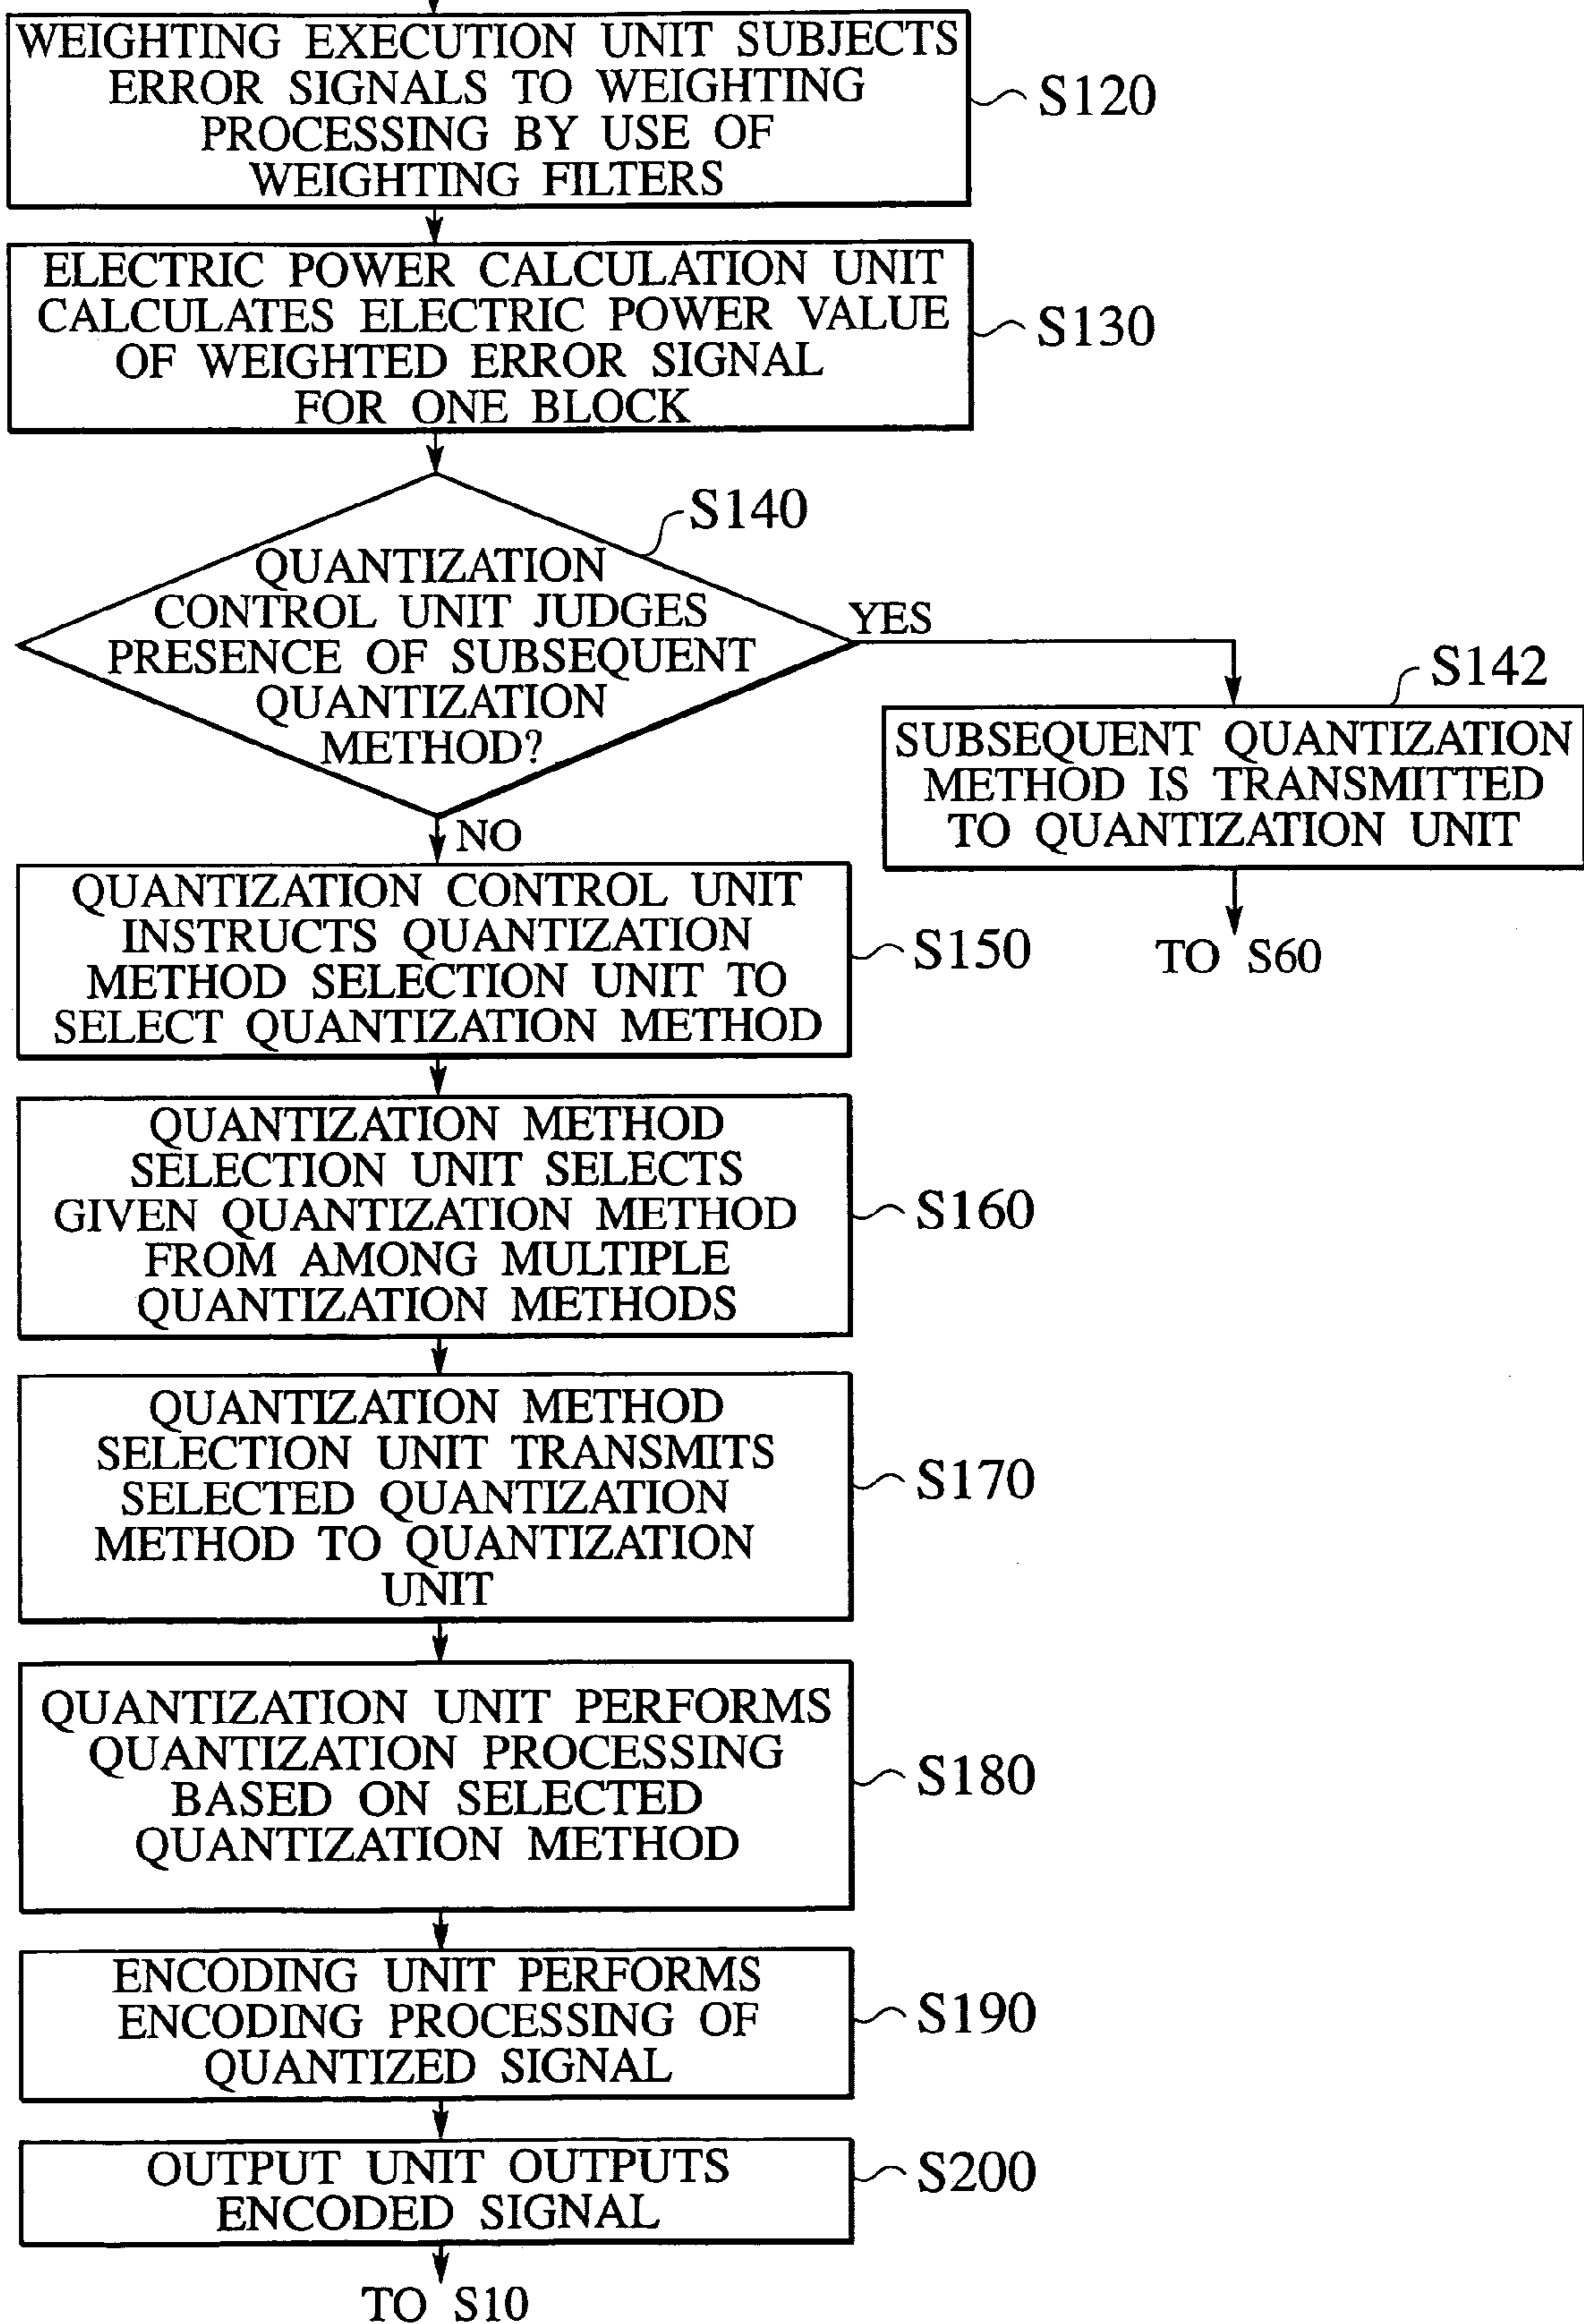 WEIGHTING EXECUTION UNIT SUBJECTS
ERROR SIGNALS TO WEIGHTING
PROCESSING BY USE OF
WEIGHTING FILTERS
S120
ELECTRIC POWER CALCULATION UNIT
CALCULATES ELECTRIC POWER VALUE
OF WEIGHTED ERROR SIGNAL
FOR ONE BLOCK
S130
S140
QUANTIZATION
CONTROL UNIT JUDGES
PRESENCE OF SUBSEQUENT
QUANTIZATION
METHOD?
YES
S142
SUBSEQUENT QUANTIZATION
METHOD IS TRANSMITTED
TO QUANTIZATION UNIT
TO S60
NO
QUANTIZATION CONTROL UNIT
INSTRUCTS QUANTIZATION
METHOD SELECTION UNIT TO
SELECT QUANTIZATION METHOD
S150
QUANTIZATION METHOD
SELECTION UNIT SELECTS
GIVEN QUANTIZATION METHOD
FROM AMONG MULTIPLE
QUANTIZATION METHODS
S160
QUANTIZATION METHOD
SELECTION UNIT TRANSMITS
SELECTED QUANTIZATION
METHOD TO QUANTIZATION
UNIT
S170
QUANTIZATION UNIT PERFORMS
QUANTIZATION PROCESSING
BASED ON SELECTED
QUANTIZATION METHOD
S180
ENCODING UNIT PERFORMS
ENCODING PROCESSING OF
QUANTIZED SIGNAL
S190
OUTPUT UNIT OUTPUTS
ENCODED SIGNAL
S200
TO S10